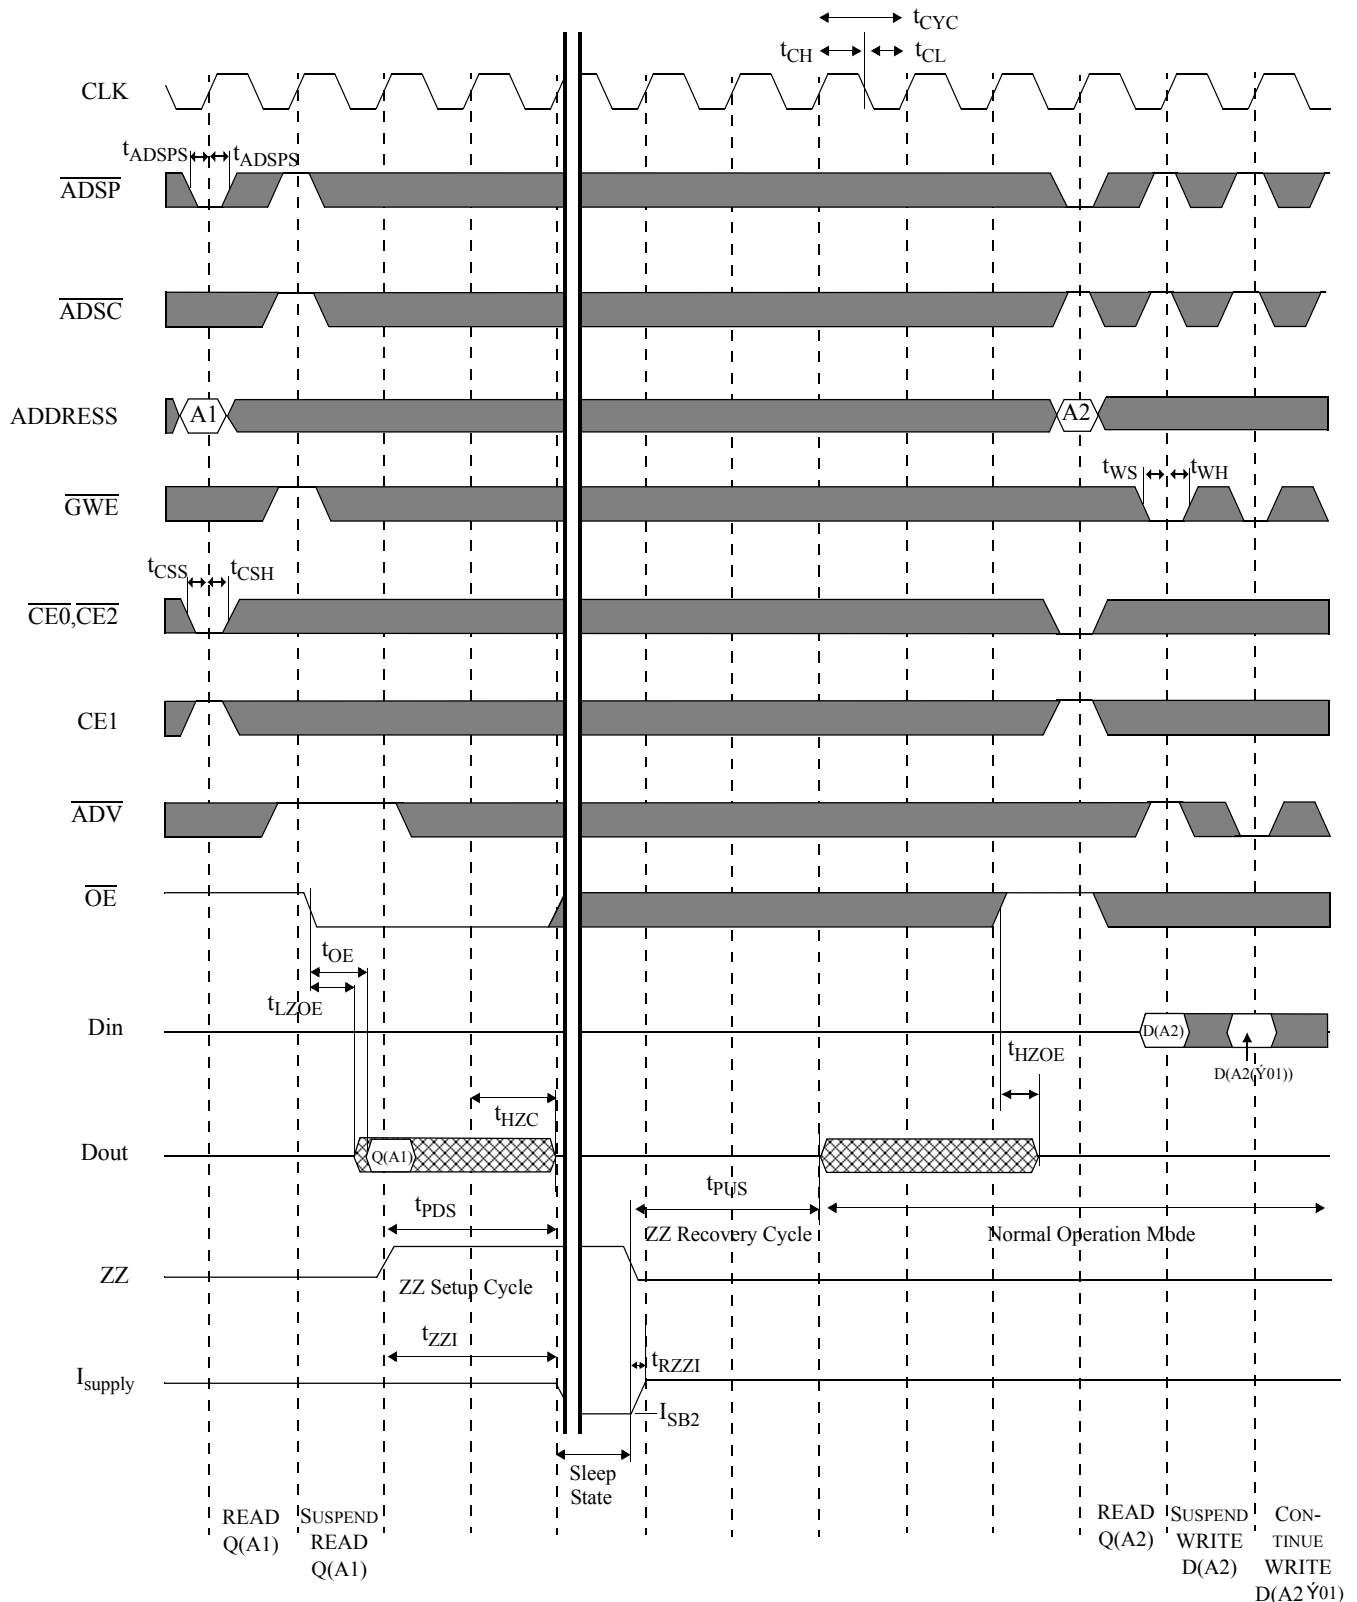 tCYC
tCH
tCL
CLK
tADSPS
tADSPS
ADSP
ADSC
ADDRESS
A1
A2
tWS
tWH
GWE
tCSS
tCSH
CE0,CE2
CE1
ADV
OE
tOE
tLZOE
Din
D(A2)
tHZOE
D(A2(Ý01))
tHZC
Dout
Q(A1)
tPUS
tPDS
ZZ Recovery Cycle
Normal Operation Mode
ZZ
ZZ Setup Cycle
tZZI
tRZZI
Isupply
ISB2
Sleep
State
READ
Q(A1)
SUSPEND
READ
Q(A1)
READ
Q(A2)
SUSPEND
WRITE
D(A2)
CON-
TINUE
WRITE
D(A2Ý01)